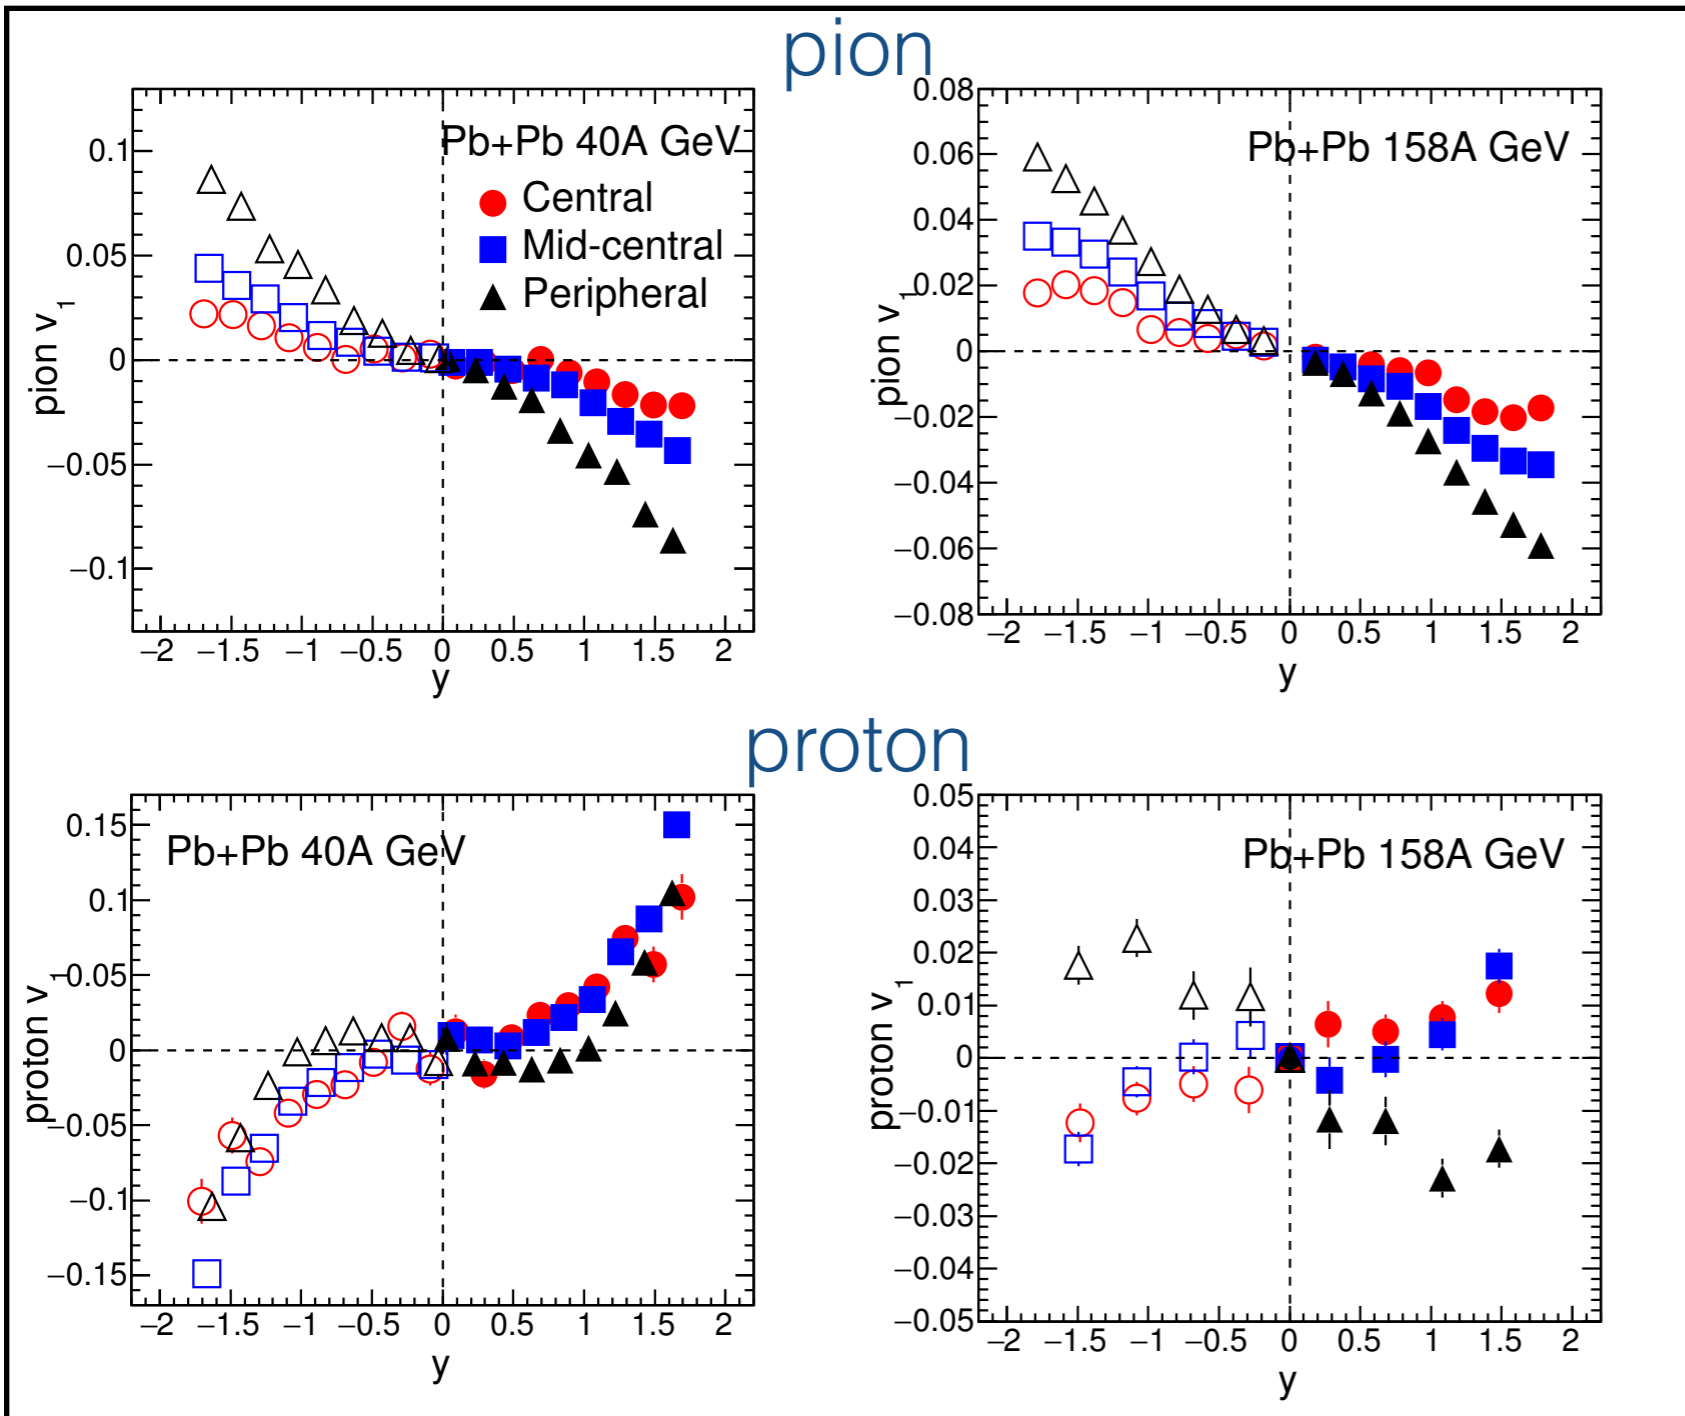 pion
Pb+Pb 40A GeV
Central
Mid-central
Peripheral
0.1
0.05
0
−0.05
−0.1
pion v1
−2 −1.5 −1 −0.5 0 0.5 1 1.5 2
y
Pb+Pb 158A GeV
0.08
0.06
0.04
0.02
0
−0.02
−0.04
−0.06
−0.08
pion v1
−2 −1.5 −1 −0.5 0 0.5 1 1.5 2
y
proton
Pb+Pb 40A GeV
0.15
0.1
0.05
0
−0.05
−0.1
−0.15
proton v1
−2 −1.5 −1 −0.5 0 0.5 1 1.5 2
y
Pb+Pb 158A GeV
0.05
0.04
0.03
0.02
0.01
0
−0.01
−0.02
−0.03
−0.04
−0.05
proton v1
−2 −1.5 −1 −0.5 0 0.5 1 1.5 2
y